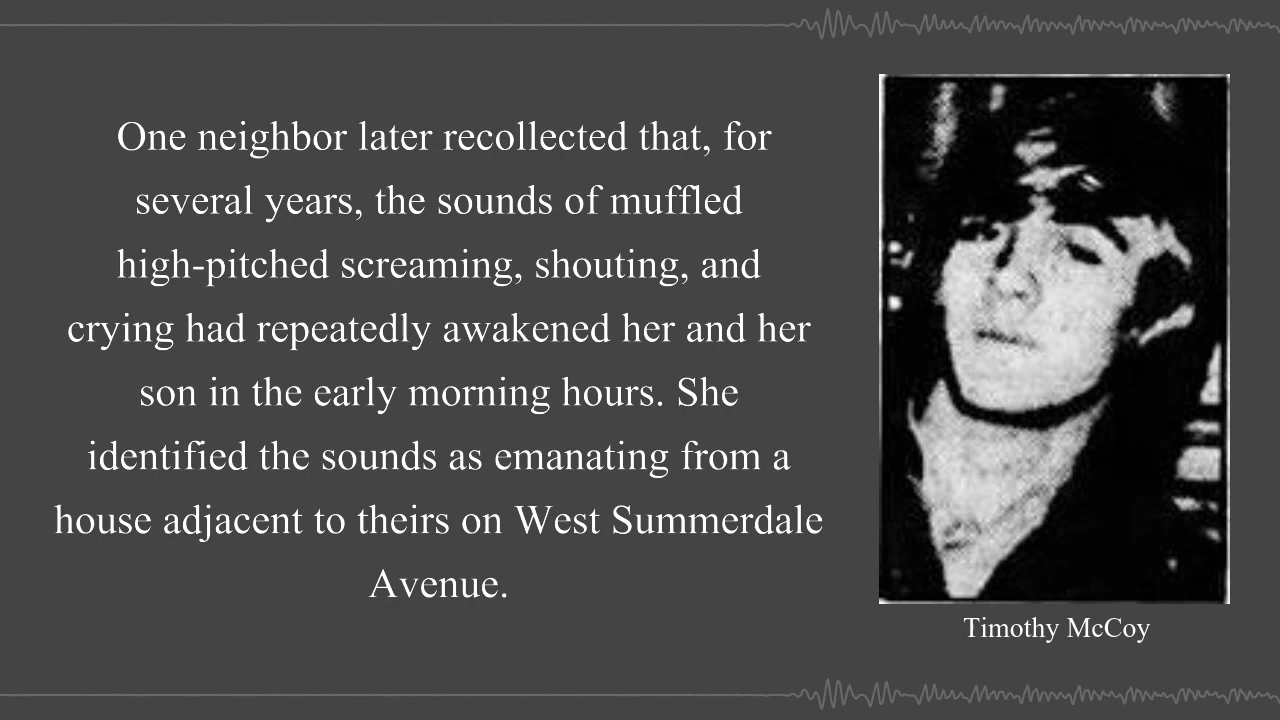 One neighbor later recollected that, for
several years, the sounds of muffled
high-pitched screaming, shouting, and
crying had repeatedly awakened her and her
son in the early morning hours. She
identified the sounds as emanating from a
house adjacent to theirs on West Summerdale
Avenue.
Timothy McCoy